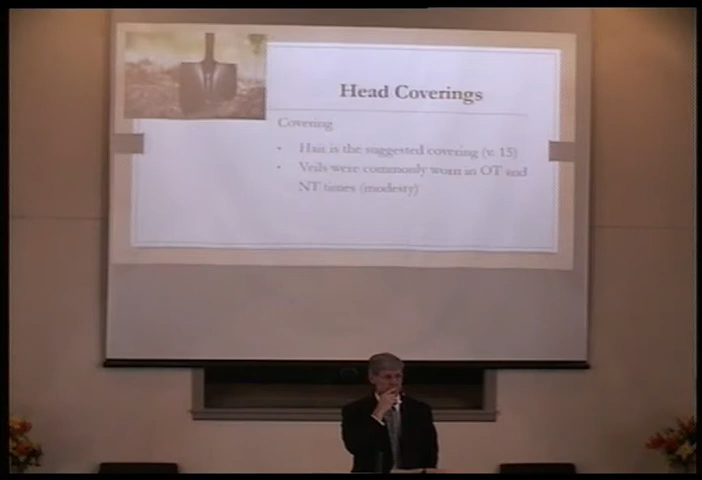 Head Coverings
Covering
• Hair is the suggested covering (v. 15)
• Veils were commonly worn in OT and
NT times (modesty)